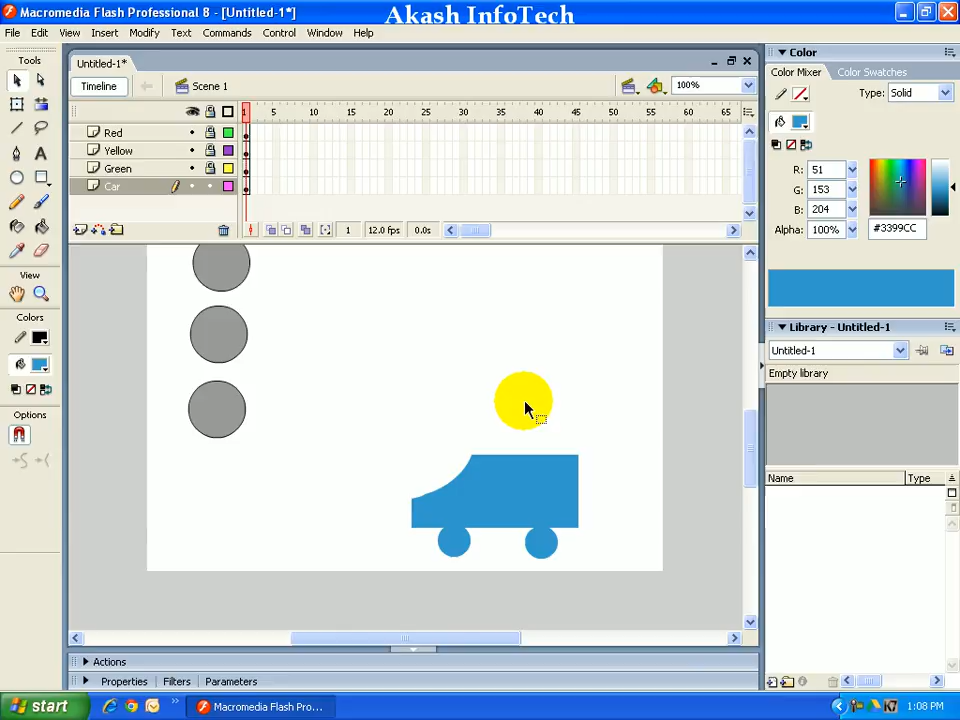 Macromedia Flash Professional 8 - [Untitled-1*]
Akash InfoTech
File Edit View Insert Modify Text Commands Control Window Help
Tools
View
Colors
Options
Untitled-1*
Timeline
Scene 1
100%
1 5 10 15 20 25 30 35 40 45 50 55 60 65
Red
Yellow
Green
Car
1 12.0 fps 0.0s
Color
Color Mixer Color Swatches
Type: Solid
R: 51
G: 153
B: 204
Alpha: 100%
#3399CC
Library - Untitled-1
Untitled-1
Empty library
Name Type
Actions
Properties Filters Parameters
start
Macromedia Flash Pro...
K7
1:08 PM